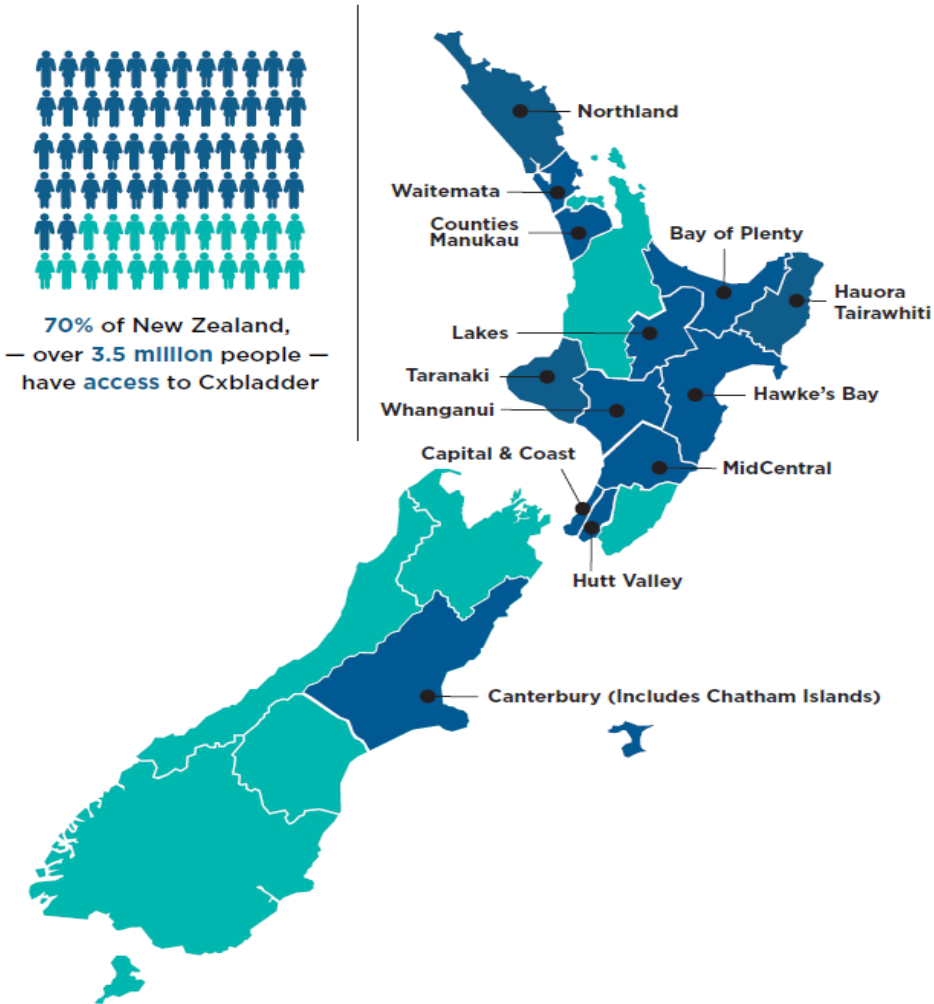 70% of New Zealand,
— over 3.5 million people —
have access to Cxbladder
Northland
Waitemata
Counties
Manukau
Bay of Plenty
Hauora
Tairawhiti
Lakes
Taranaki
Hawke's Bay
Whanganui
Capital & Coast
MidCentral
Hutt Valley
Canterbury (Includes Chatham Islands)